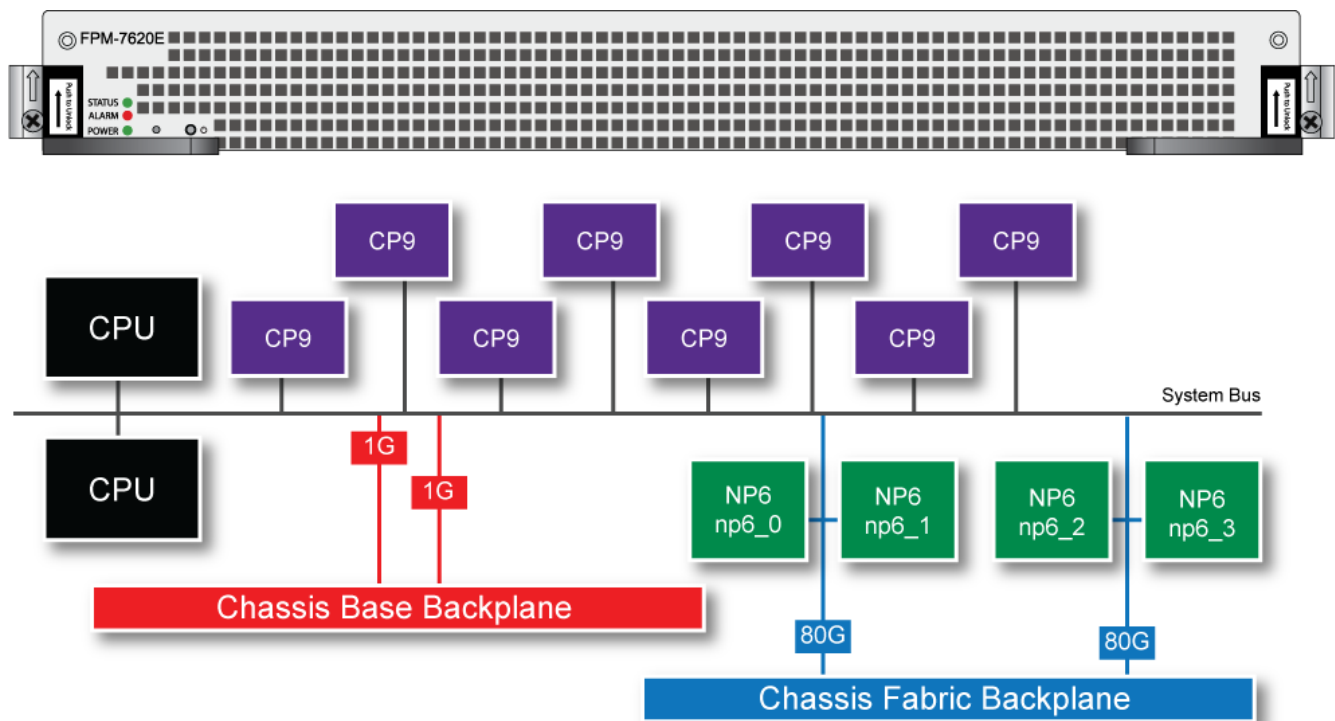 FPM-7620E
Push to Unlock
STATUS
ALARM
POWER
Push to Unlock
CP9
CP9
CP9
CP9
CPU
CP9
CP9
CP9
CP9
System Bus
CPU
1G
1G
NP6
np6_0
NP6
np6_1
NP6
np6_2
NP6
np6_3
Chassis Base Backplane
80G
80G
Chassis Fabric Backplane